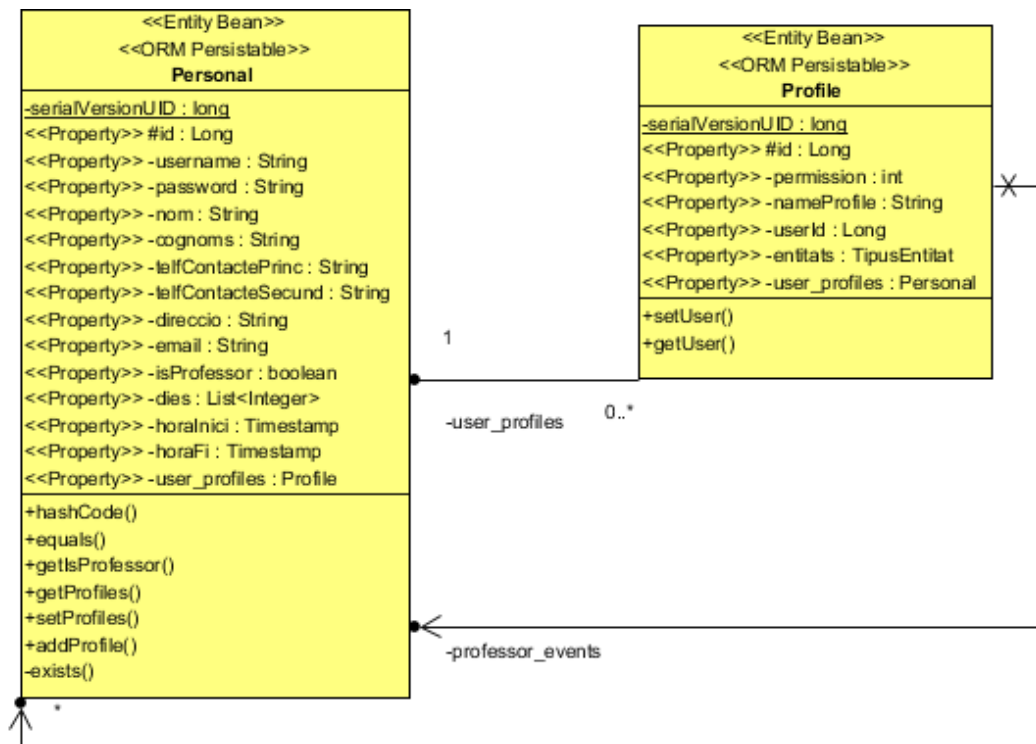 <<Entity Bean>>
<<ORM Persistable>>
Personal
-serialVersionUID : long
<<Property>> #id : Long
<<Property>> -username : String
<<Property>> -password : String
<<Property>> -nom : String
<<Property>> -cognoms : String
<<Property>> -telfContactePrinc : String
<<Property>> -telfContacteSecund : String
<<Property>> -direccio : String
<<Property>> -email : String
<<Property>> -isProfessor : boolean
<<Property>> -dies : List<Integer>
<<Property>> -horaInici : Timestamp
<<Property>> -horaFi : Timestamp
<<Property>> -user_profiles : Profile
+hashCode()
+equals()
+getIsProfessor()
+getProfiles()
+setProfiles()
+addProfile()
-exists()
*
1
-user_profiles
0..*
-professor_events
<<Entity Bean>>
<<ORM Persistable>>
Profile
-serialVersionUID : long
<<Property>> #id : Long
<<Property>> -permission : int
<<Property>> -nameProfile : String
<<Property>> -userId : Long
<<Property>> -entitats : TipusEntitat
<<Property>> -user_profiles : Personal
+setUser()
+getUser()